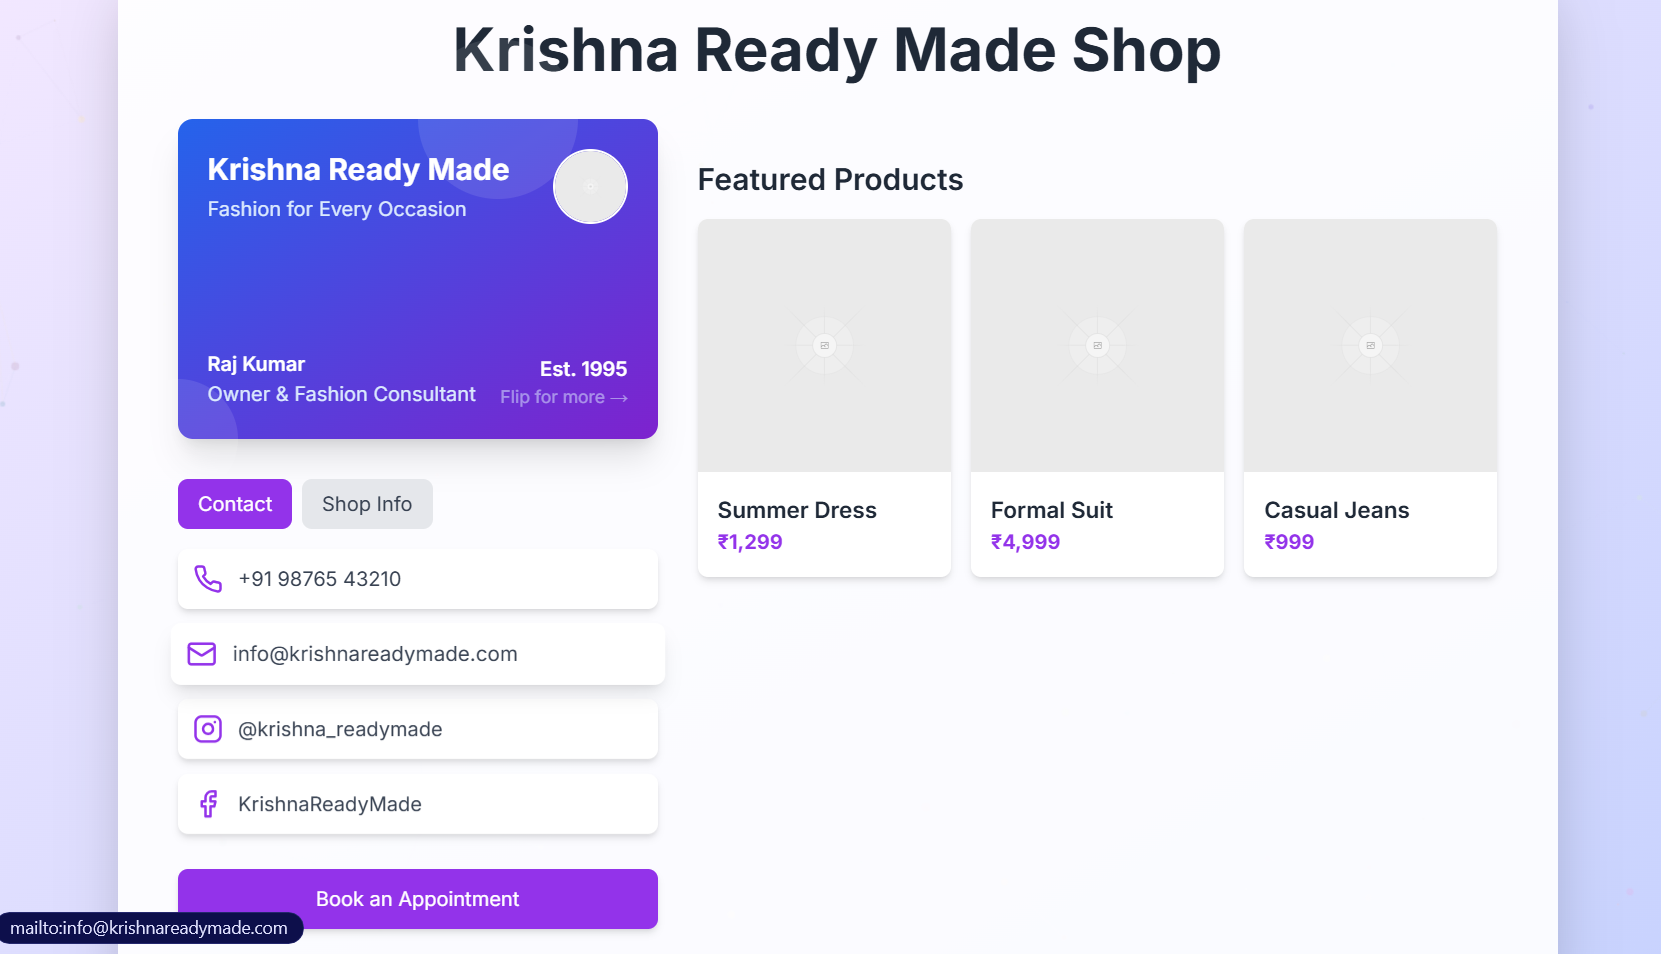 Krishna Ready Made Shop
Krishna Ready Made
Fashion for Every Occasion
Raj Kumar
Owner & Fashion Consultant
Est. 1995
Flip for more →
Contact
Shop Info
+91 98765 43210
info@krishnareadymade.com
@krishna_readymade
KrishnaReadyMade
Book an Appointment
Featured Products
Summer Dress
₹1,299
Formal Suit
₹4,999
Casual Jeans
₹999
mailto:info@krishnareadymade.com